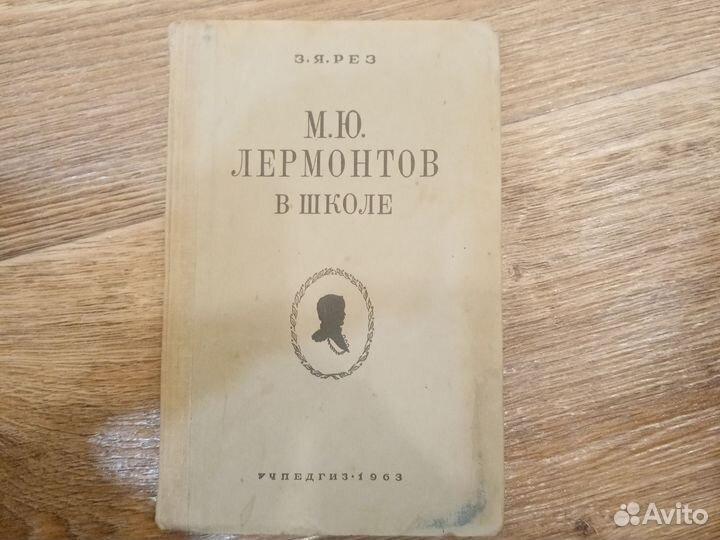 З. Я. РЕЗ
М.Ю.
ЛЕРМОНТОВ
В ШКОЛЕ
УЧПЕДГИЗ · 1963
Avito